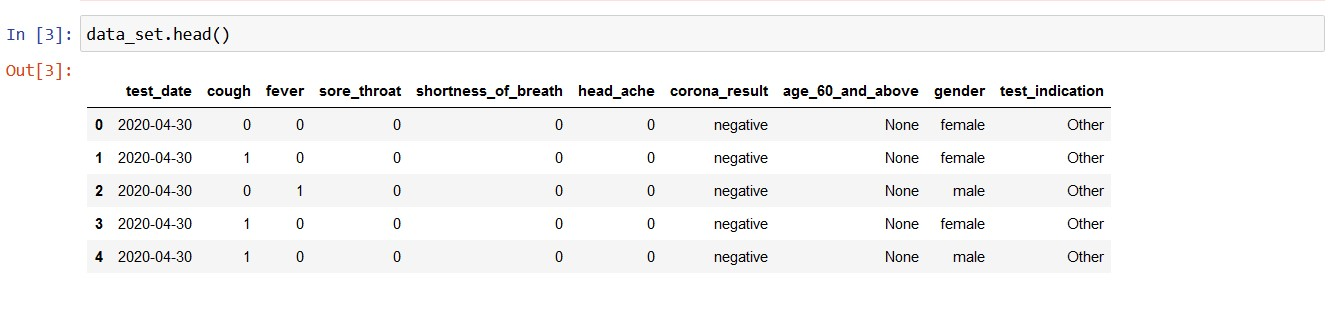 In [3]: data_set.head()
Out[3]:
test_date cough fever sore_throat shortness_of_breath head_ache corona_result age_60_and_above gender test_indication
0 2020-04-30 0 0 0 0 0 negative None female Other
1 2020-04-30 1 0 0 0 0 negative None female Other
2 2020-04-30 0 1 0 0 0 negative None male Other
3 2020-04-30 1 0 0 0 0 negative None female Other
4 2020-04-30 1 0 0 0 0 negative None male Other